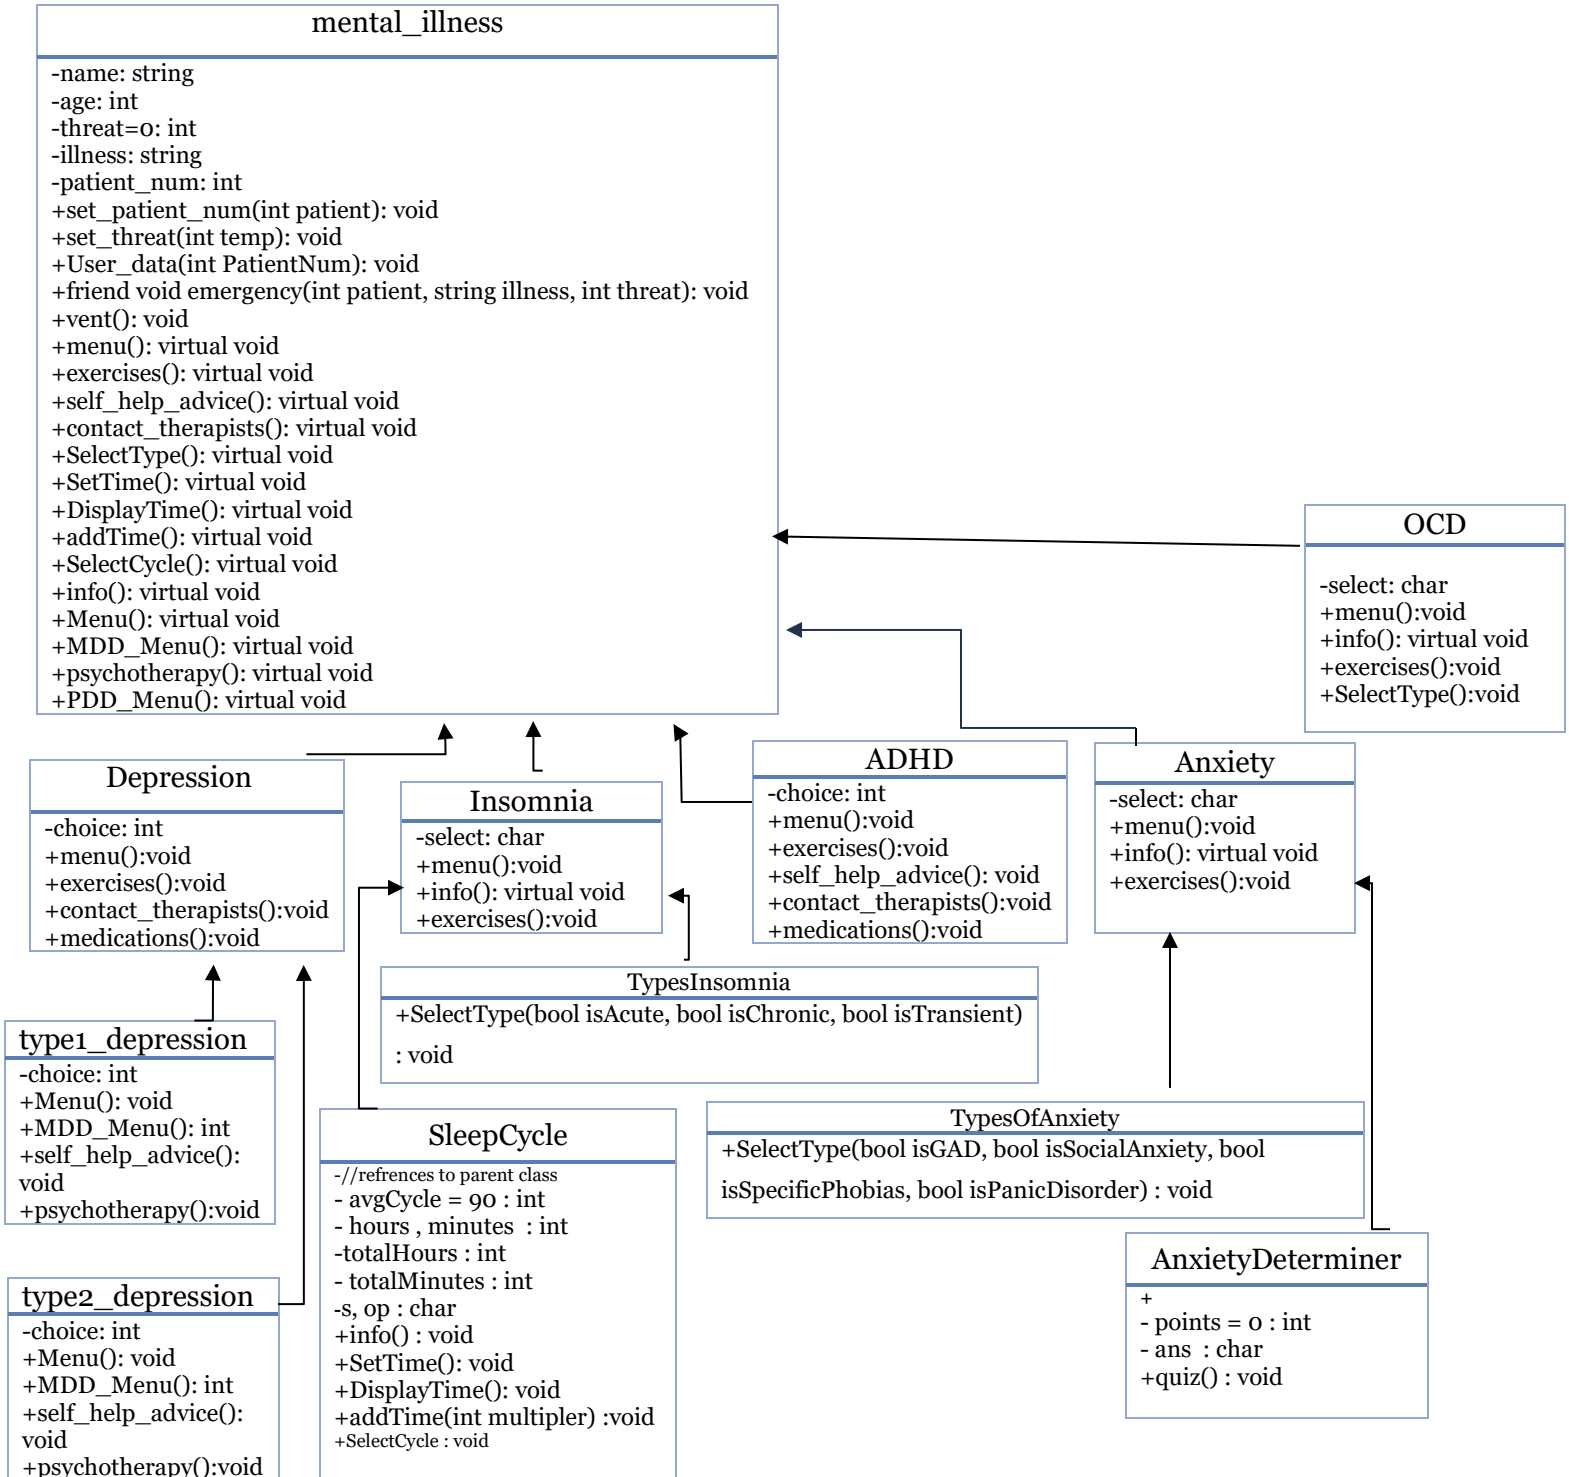 mental_illness
-name: string
-age: int
-threat=0: int
-illness: string
-patient_num: int
+set_patient_num(int patient): void
+set_threat(int temp): void
+User_data(int PatientNum): void
+friend void emergency(int patient, string illness, int threat): void
+vent(): void
+menu(): virtual void
+exercises(): virtual void
+self_help_advice(): virtual void
+contact_therapists(): virtual void
+SelectType(): virtual void
+SetTime(): virtual void
+DisplayTime(): virtual void
+addTime(): virtual void
+SelectCycle(): virtual void
+info(): virtual void
+Menu(): virtual void
+MDD_Menu(): virtual void
+psychotherapy(): virtual void
+PDD_Menu(): virtual void
OCD
-select: char
+menu():void
+info(): virtual void
+exercises():void
+SelectType():void
Depression
-choice: int
+menu():void
+exercises():void
+contact_therapists():void
+medications():void
Insomnia
-select: char
+menu():void
+info(): virtual void
+exercises():void
ADHD
-choice: int
+menu():void
+exercises():void
+self_help_advice(): void
+contact_therapists():void
+medications():void
Anxiety
-select: char
+menu():void
+info(): virtual void
+exercises():void
TypesInsomnia
+SelectType(bool isAcute, bool isChronic, bool isTransient)
: void
type1_depression
-choice: int
+Menu(): void
+MDD_Menu(): int
+self_help_advice():
void
+psychotherapy():void
SleepCycle
-//refrences to parent class
- avgCycle = 90 : int
- hours , minutes : int
-totalHours : int
- totalMinutes : int
-s, op : char
+info() : void
+SetTime(): void
+DisplayTime(): void
+addTime(int multipler) :void
+SelectCycle : void
TypesOfAnxiety
+SelectType(bool isGAD, bool isSocialAnxiety, bool
isSpecificPhobias, bool isPanicDisorder) : void
AnxietyDeterminer
+
- points = 0 : int
- ans : char
+quiz() : void
type2_depression
-choice: int
+Menu(): void
+MDD_Menu(): int
+self_help_advice():
void
+psychotherapy():void